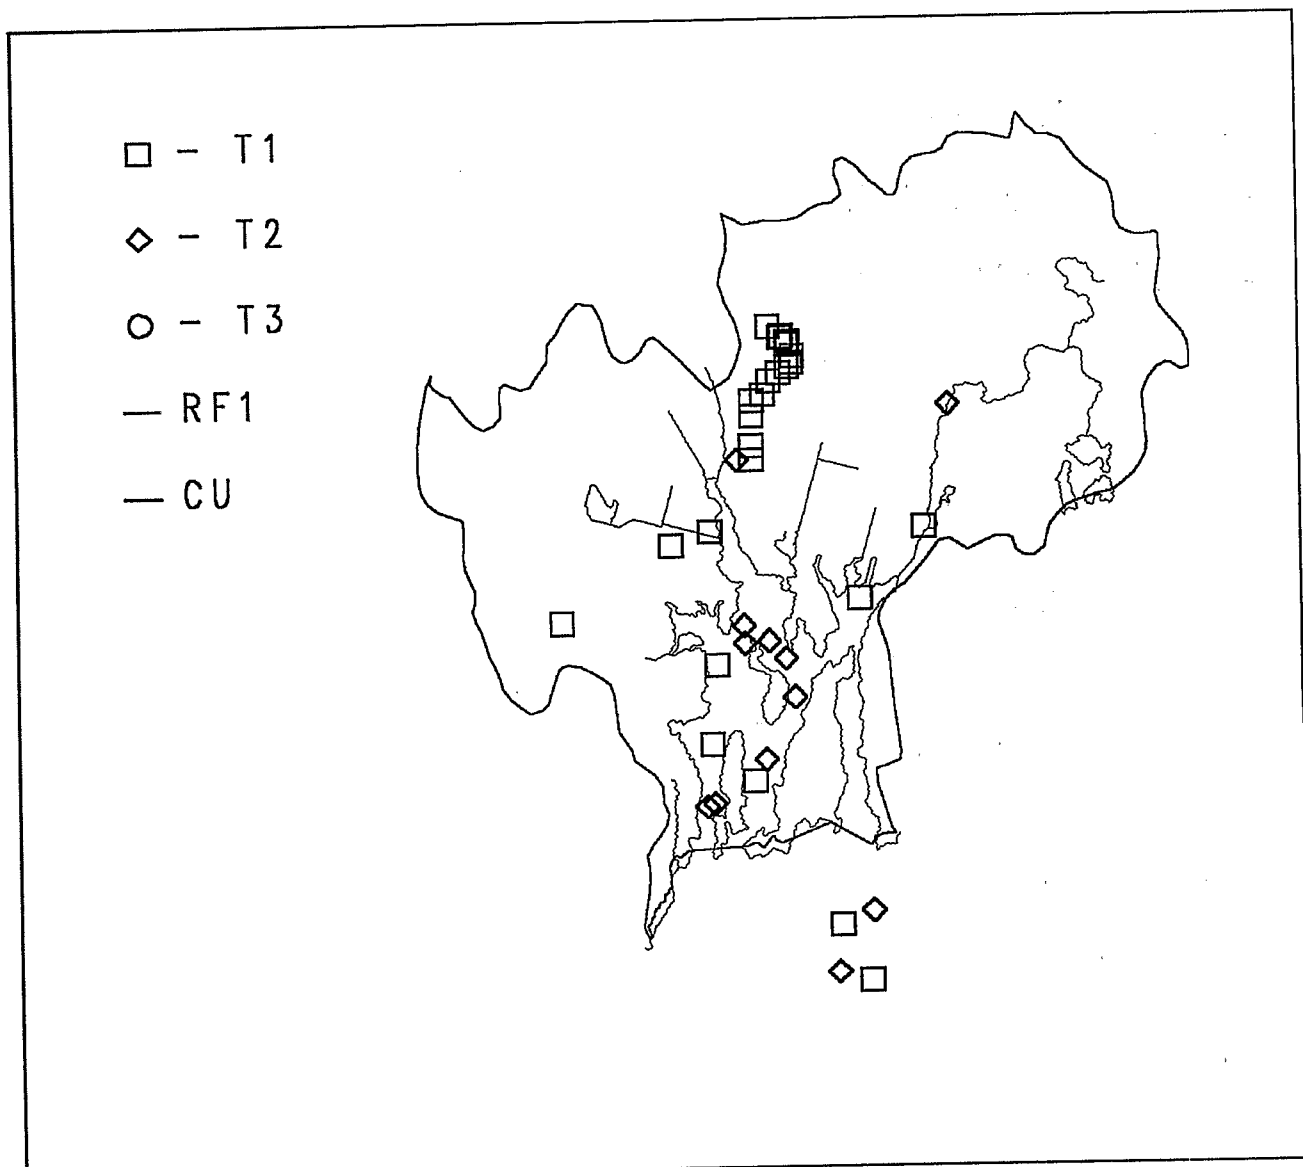 □ - T1
◇ - T2
○ - T3
— RF1
— CU